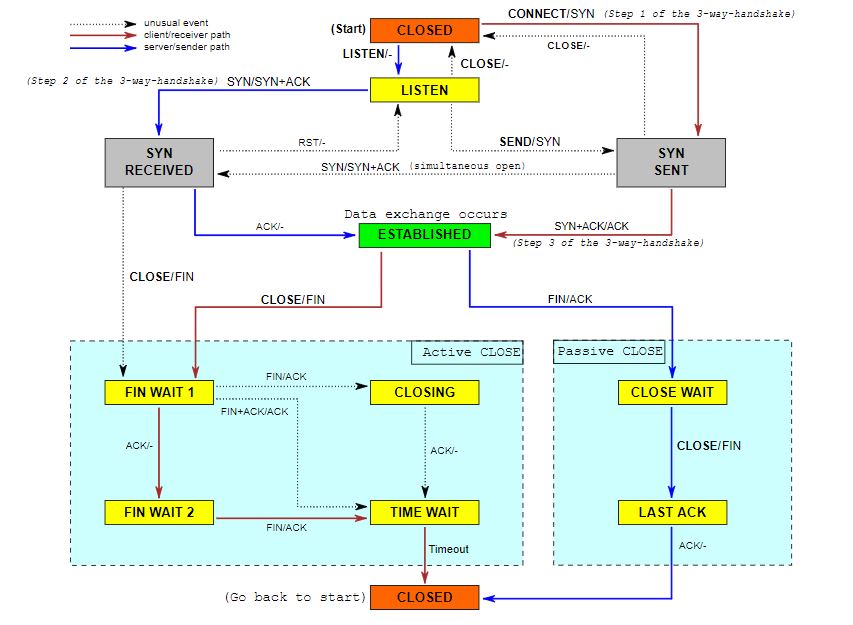 unusual event
client/receiver path
server/sender path
(Start)
CLOSED
CONNECT/SYN (Step 1 of the 3-way-handshake)
CLOSE/-
LISTEN/-
CLOSE/-
(Step 2 of the 3-way-handshake) SYN/SYN+ACK
LISTEN
SYN
RECEIVED
RST/-
SEND/SYN
SYN
SENT
SYN/SYN+ACK (simultaneous open)
Data exchange occurs
ACK/-
ESTABLISHED
SYN+ACK/ACK
(Step 3 of the 3-way-handshake)
CLOSE/FIN
CLOSE/FIN
FIN/ACK
Active CLOSE
Passive CLOSE
FIN WAIT 1
FIN/ACK
CLOSING
CLOSE WAIT
FIN+ACK/ACK
ACK/-
ACK/-
CLOSE/FIN
FIN WAIT 2
FIN/ACK
TIME WAIT
LAST ACK
Timeout
ACK/-
(Go back to start)
CLOSED